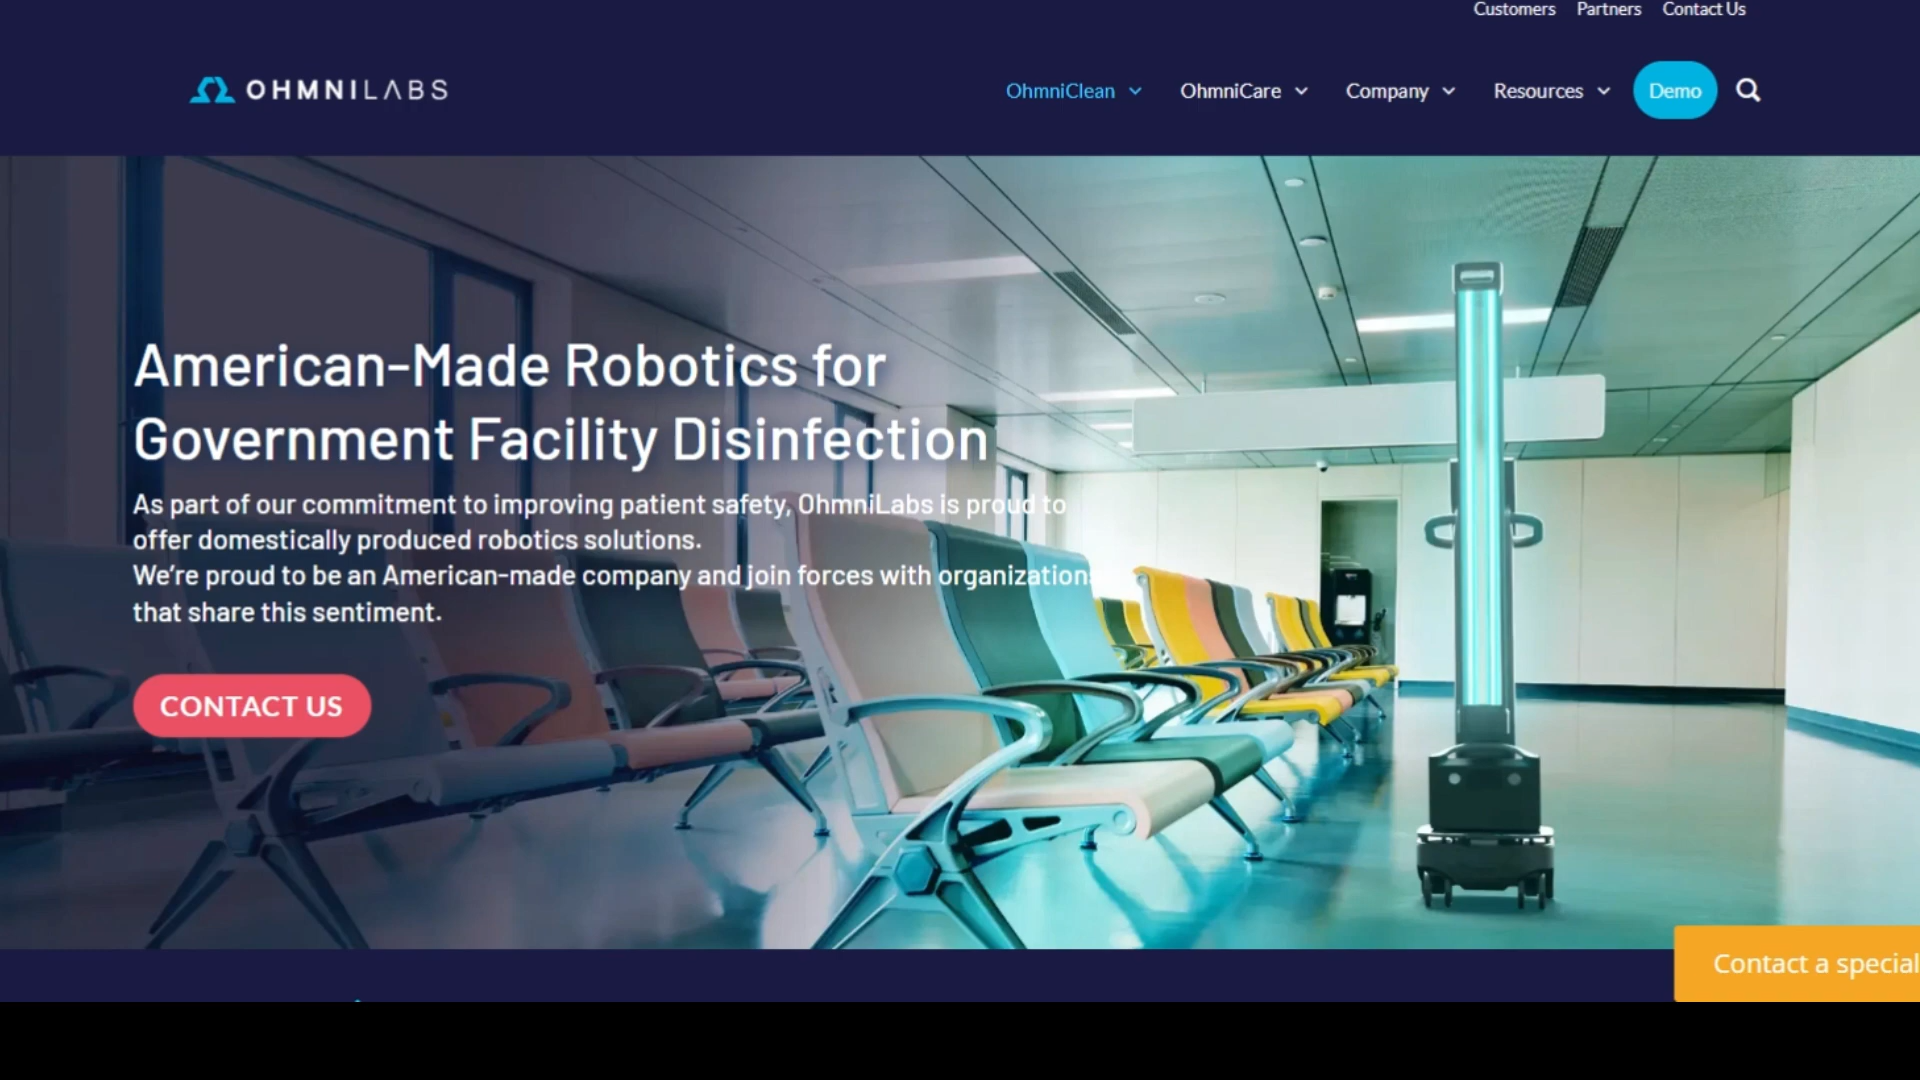 Customers Partners Contact Us
OHMNILABS
OhmniClean OhmniCare Company Resources Demo
American-Made Robotics for
Government Facility Disinfection
As part of our commitment to improving patient safety, OhmniLabs is proud to
offer domestically produced robotics solutions.
We're proud to be an American-made company and join forces with organizations
that share this sentiment.
CONTACT US
Contact a special